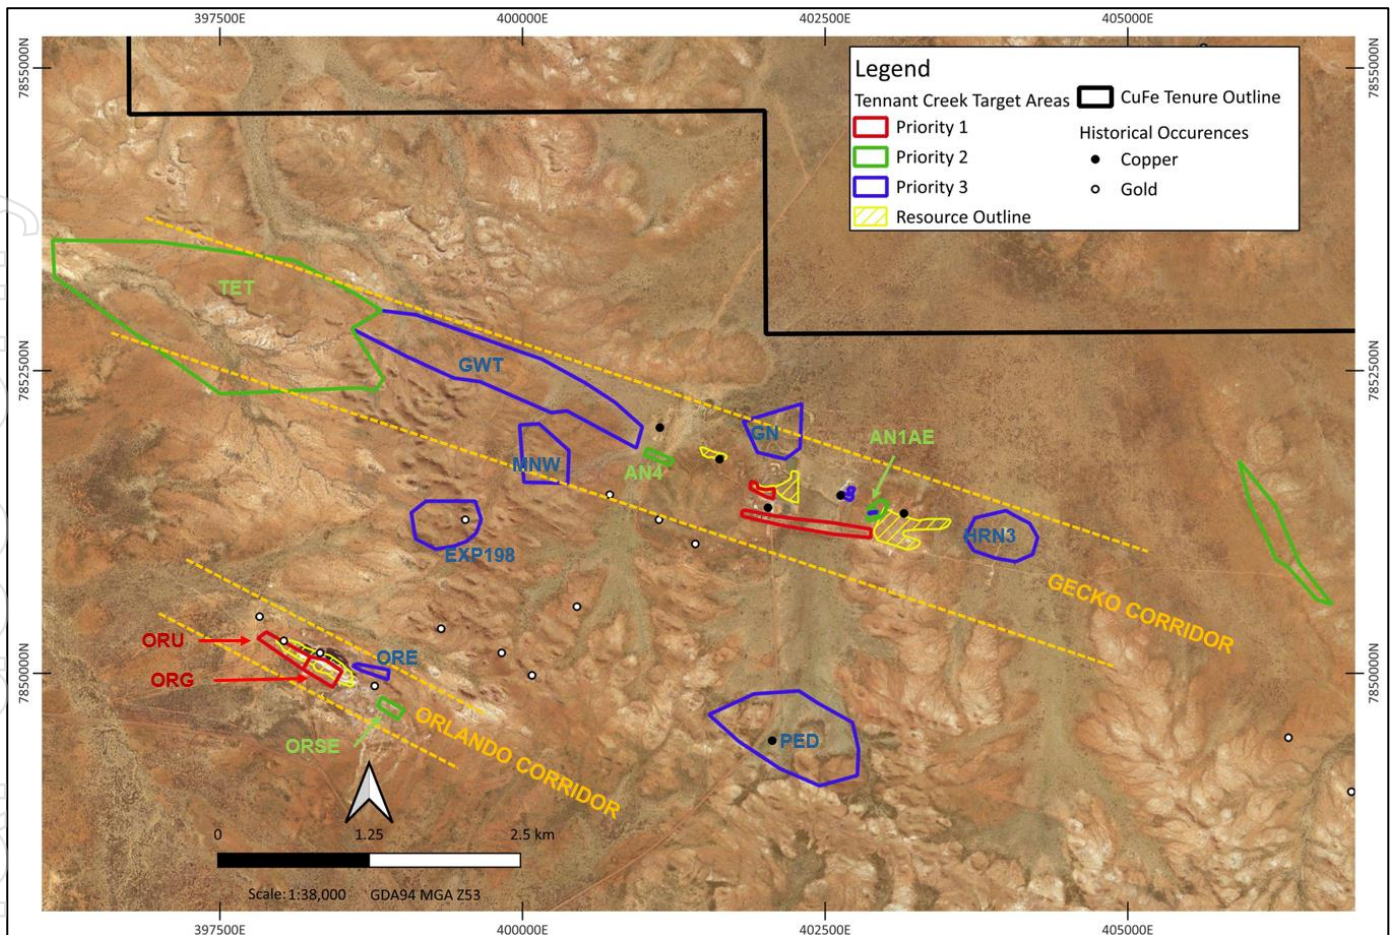 397500E
400000E
402500E
405000E
7855000N
7855000N
Legend
Tennant Creek Target Areas
Priority 1
Priority 2
Priority 3
Resource Outline
CuFe Tenure Outline
Historical Occurences
Copper
Gold
TET
7852500N
7852500N
GWT
GN
AN1AE
MNW
AN4
EXP198
HRN3
GECKO CORRIDOR
ORU
ORG
ORE
7850000N
7850000N
ORSE
ORLANDO CORRIDOR
PED
0
1.25
2.5 km
Scale: 1:38,000
GDA94 MGA Z53
397500E
400000E
402500E
405000E